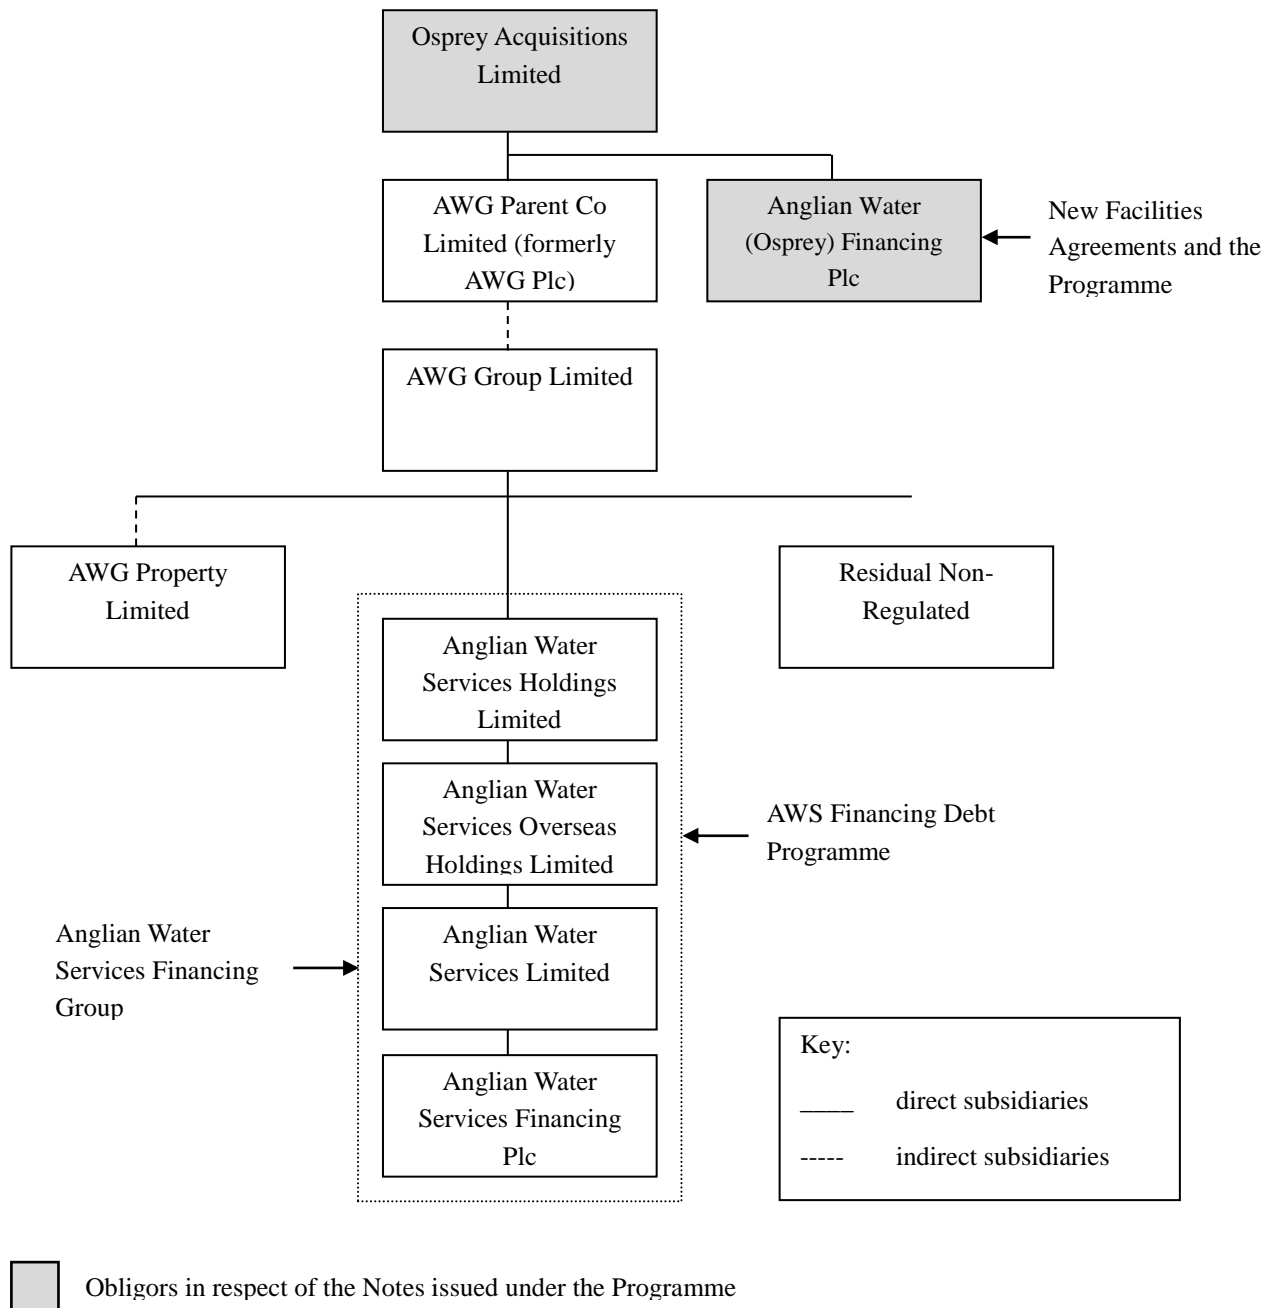 Osprey Acquisitions
Limited
AWG Parent Co
Limited (formerly
AWG Plc)
Anglian Water
(Osprey) Financing
Plc
New Facilities
Agreements and the
Programme
AWG Group Limited
AWG Property
Limited
Residual Non-
Regulated
Anglian Water
Services Holdings
Limited
Anglian Water
Services Overseas
Holdings Limited
AWS Financing Debt
Programme
Anglian Water
Services Financing
Group
Anglian Water
Services Limited
Anglian Water
Services Financing
Plc
Key:
____ direct subsidiaries
----- indirect subsidiaries
Obligors in respect of the Notes issued under the Programme